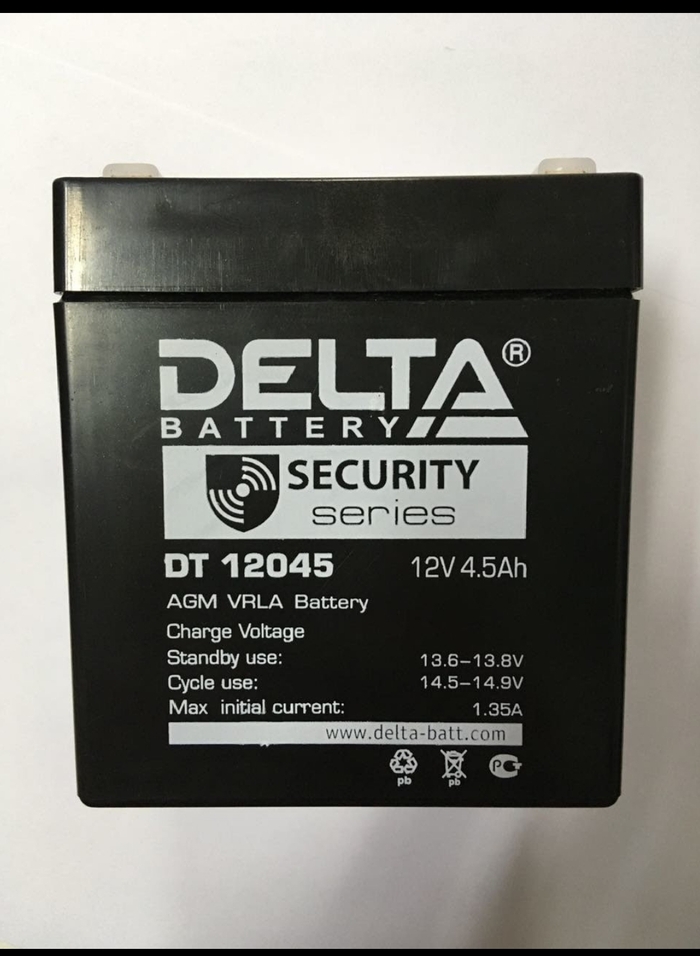 DELTA®
BATTERY
SECURITY
series
DT 12045 12V 4.5Ah
AGM VRLA Battery
Charge Voltage
Standby use: 13.6–13.8V
Cycle use: 14.5–14.9V
Max initial current: 1.35A
www.delta-batt.com
pb pb PC